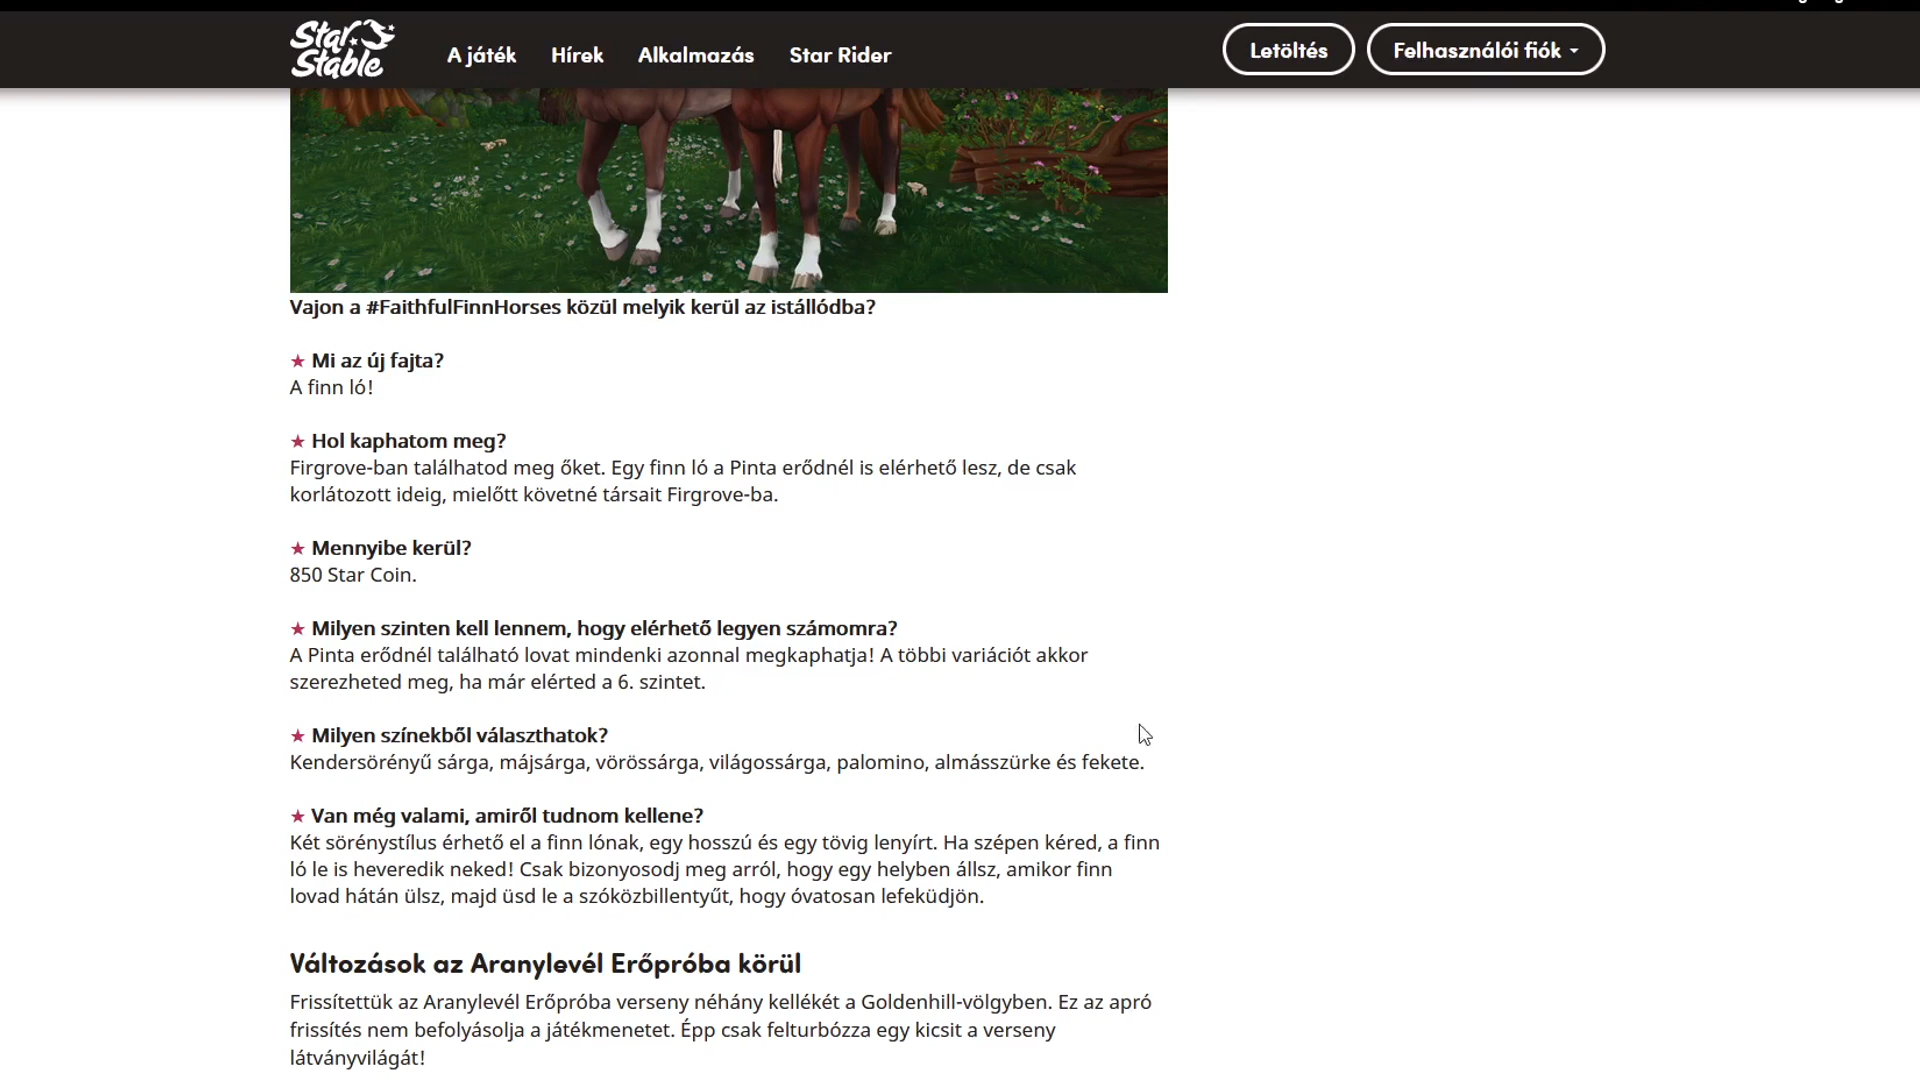 Star Stable
A játék
Hírek
Alkalmazás
Star Rider
Letöltés
Felhasználói fiók
Vajon a #FaithfulFinnHorses közül melyik kerül az istállódba?
★ Mi az új fajta?
A finn ló!
★ Hol kaphatom meg?
Firgrove-ban találhatod meg őket. Egy finn ló a Pinta erődnél is elérhető lesz, de csak
korlátozott ideig, mielőtt követné társait Firgrove-ba.
★ Mennyibe kerül?
850 Star Coin.
★ Milyen szinten kell lennem, hogy elérhető legyen számomra?
A Pinta erődnél található lovat mindenki azonnal megkaphatja! A többi variációt akkor
szerezheted meg, ha már elérted a 6. szintet.
★ Milyen színekből választhatok?
Kendersörényű sárga, májsárga, vörössárga, világossárga, palomino, almásszürke és fekete.
★ Van még valami, amiről tudnom kellene?
Két sörénystílus érhető el a finn lónak, egy hosszú és egy tövig lenyírt. Ha szépen kéred, a finn
ló le is heveredik neked! Csak bizonyosodj meg arról, hogy egy helyben állsz, amikor finn
lovad hátán ülsz, majd üsd le a szóközbillentyűt, hogy óvatosan lefeküdjön.
Változások az Aranylevél Erőpróba körül
Frissítettük az Aranylevél Erőpróba verseny néhány kellékét a Goldenhill-völgyben. Ez az apró
frissítés nem befolyásolja a játékmenetet. Épp csak felturbózza egy kicsit a verseny
látványvilágát!